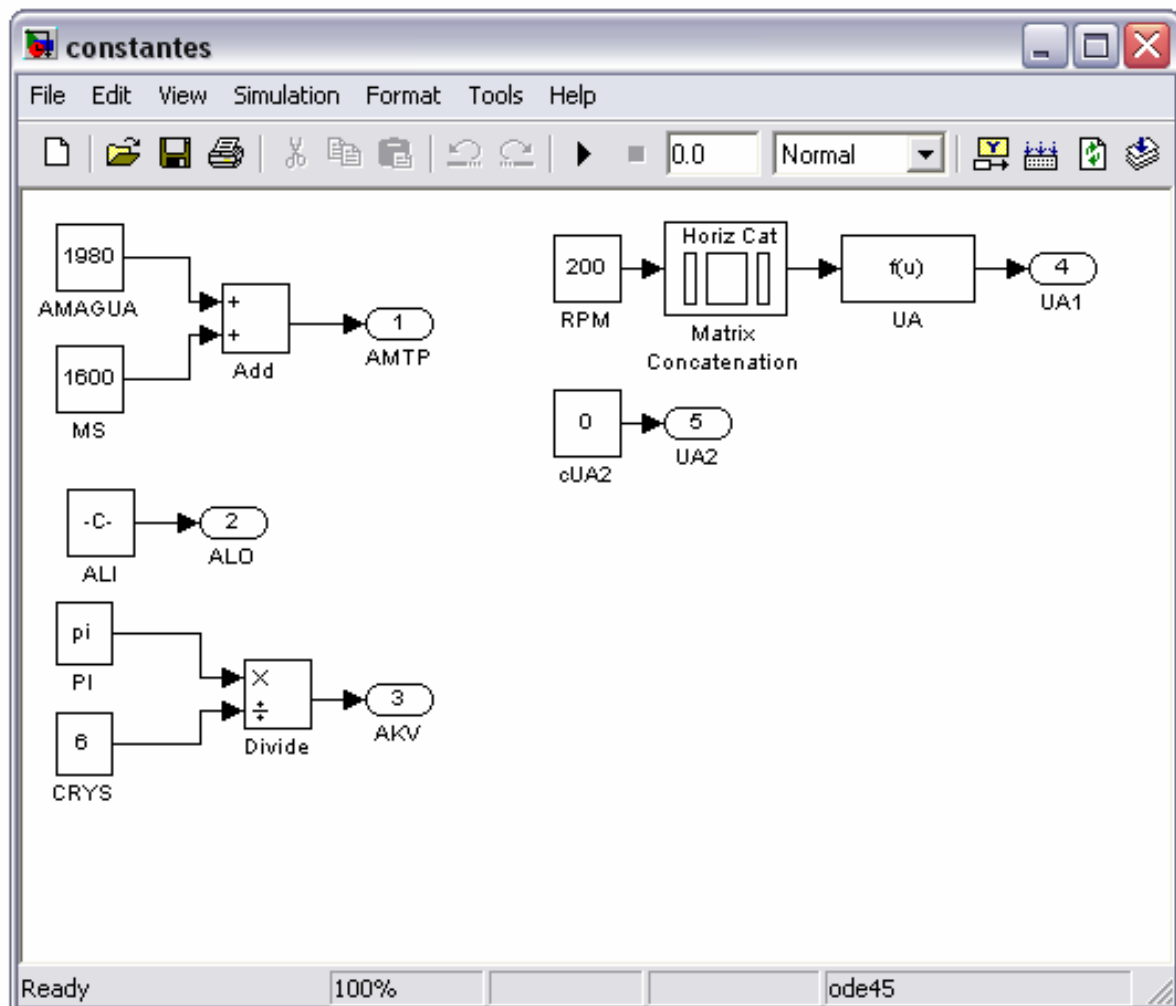 constantes
File Edit View Simulation Format Tools Help
0.0 Normal
1980
AMAGUA
1600
MS
+
+
Add
1
AMTP
200
RPM
Horiz Cat
Matrix
Concatenation
f(u)
UA
4
UA1
0
cUA2
5
UA2
-C-
ALI
2
ALO
pi
PI
6
CRYS
×
÷
Divide
3
AKV
Ready 100% ode45